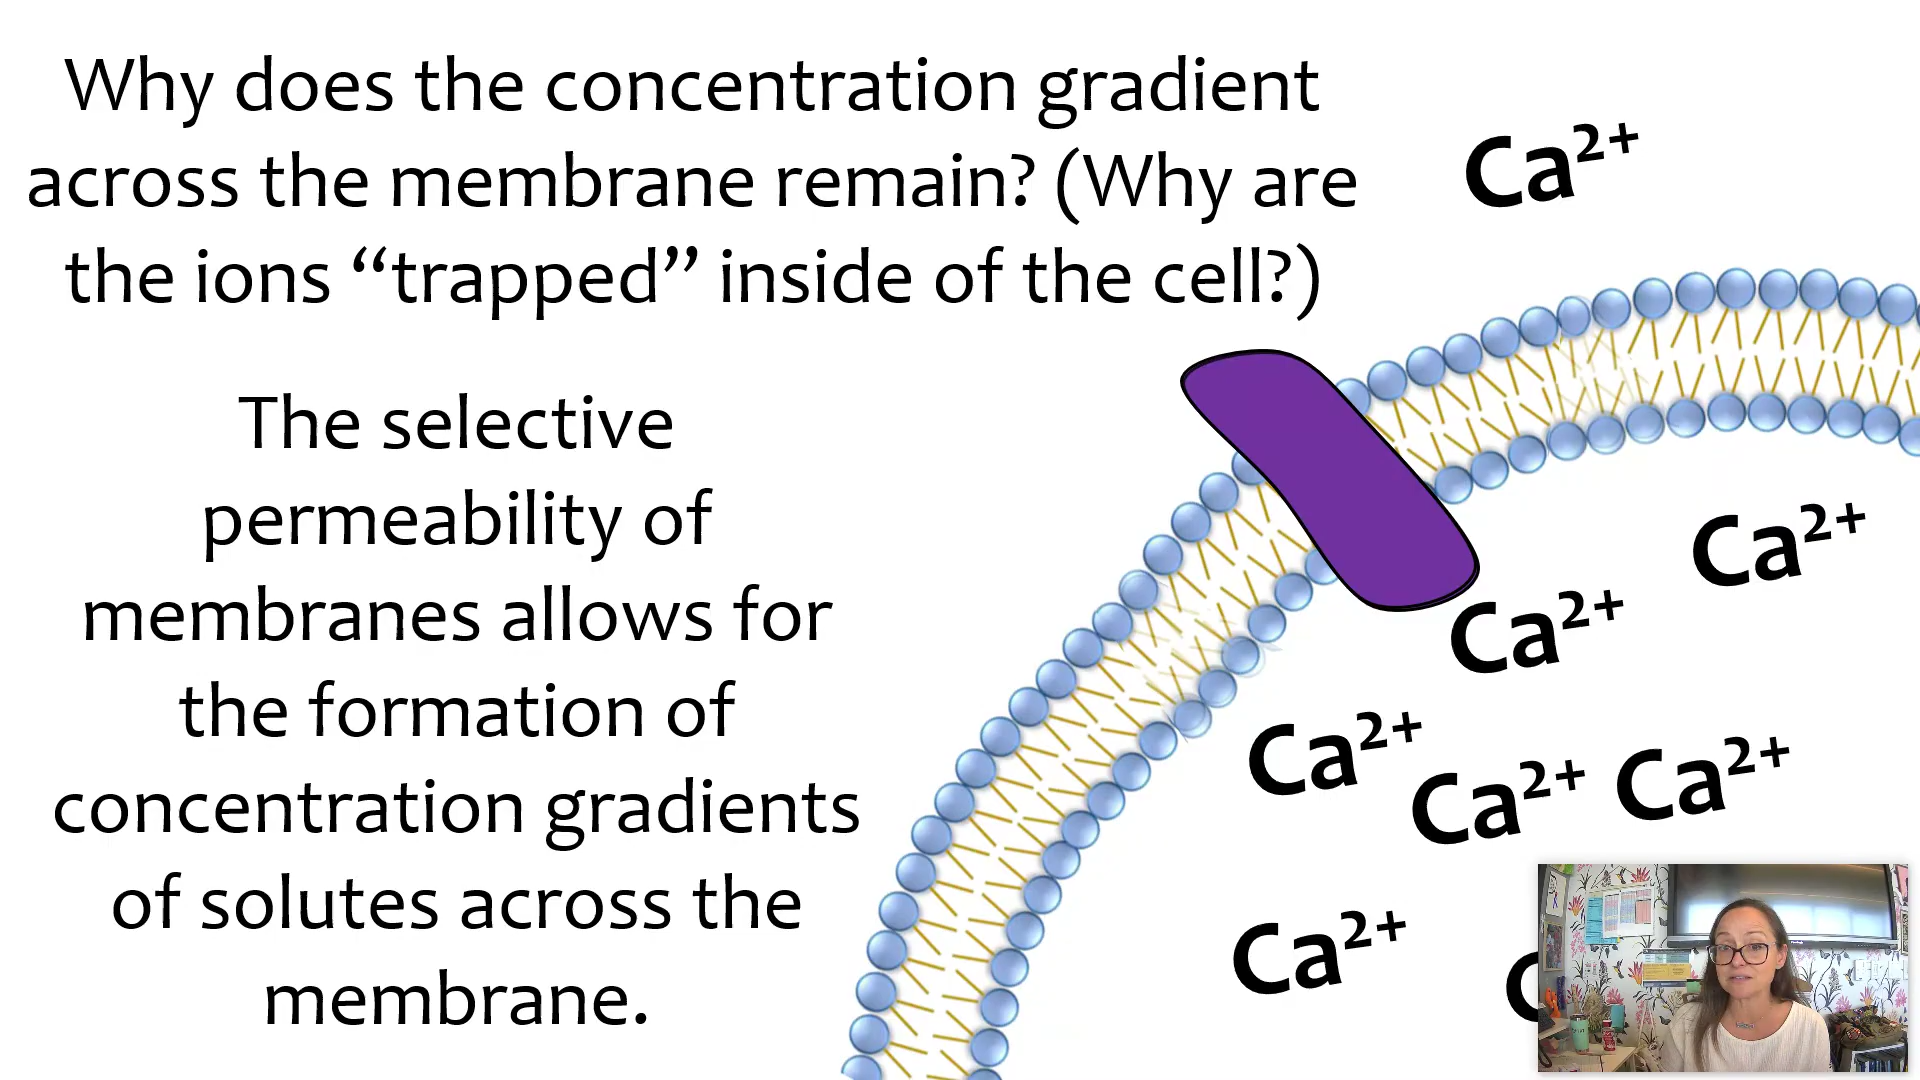 Why does the concentration gradient
across the membrane remain? (Why are
the ions “trapped” inside of the cell?)
The selective
permeability of
membranes allows for
the formation of
concentration gradients
of solutes across the
membrane.
Ca²⁺
Ca²⁺
Ca²⁺
Ca²⁺
Ca²⁺ Ca²⁺
Ca²⁺